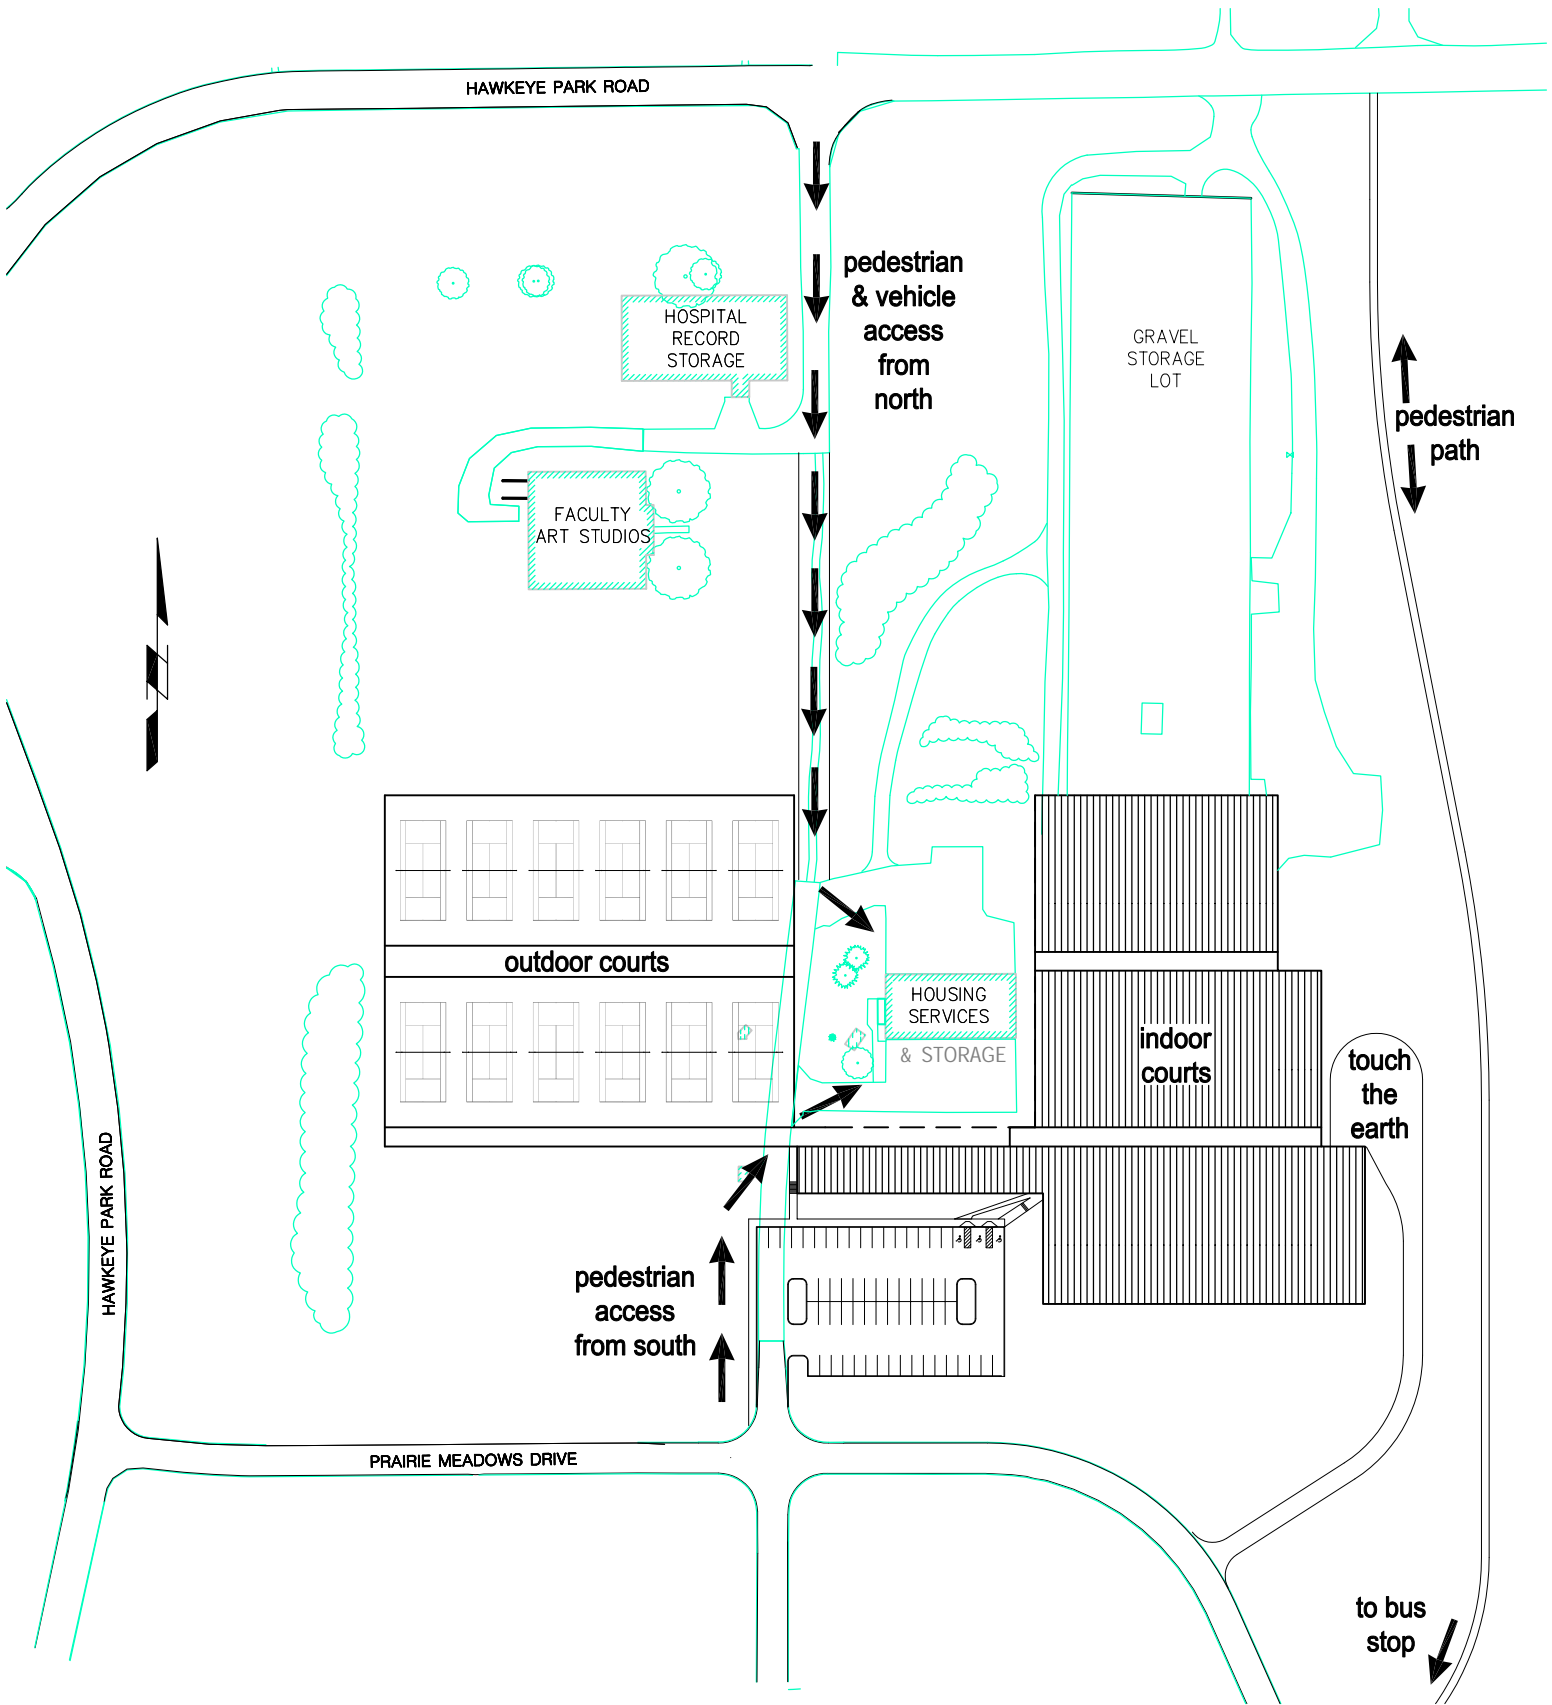 HAWKEYE PARK ROAD
pedestrian
& vehicle
access
from
north
HOSPITAL
RECORD
STORAGE
GRAVEL
STORAGE
LOT
pedestrian
path
FACULTY
ART STUDIOS
outdoor courts
HOUSING
SERVICES
& STORAGE
indoor
courts
touch
the
earth
HAWKEYE PARK ROAD
pedestrian
access
from south
PRAIRIE MEADOWS DRIVE
to bus
stop